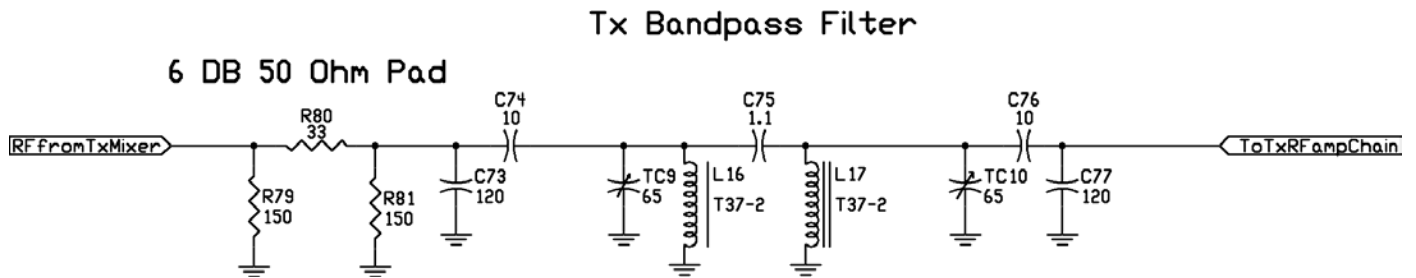 Tx Bandpass Filter
6 DB 50 Ohm Pad
RFfromTxMixer
R80
33
R79
150
R81
150
C73
120
C74
10
TC9
65
L16
T37-2
C75
1.1
L17
T37-2
TC10
65
C76
10
C77
120
ToTxRFampChain